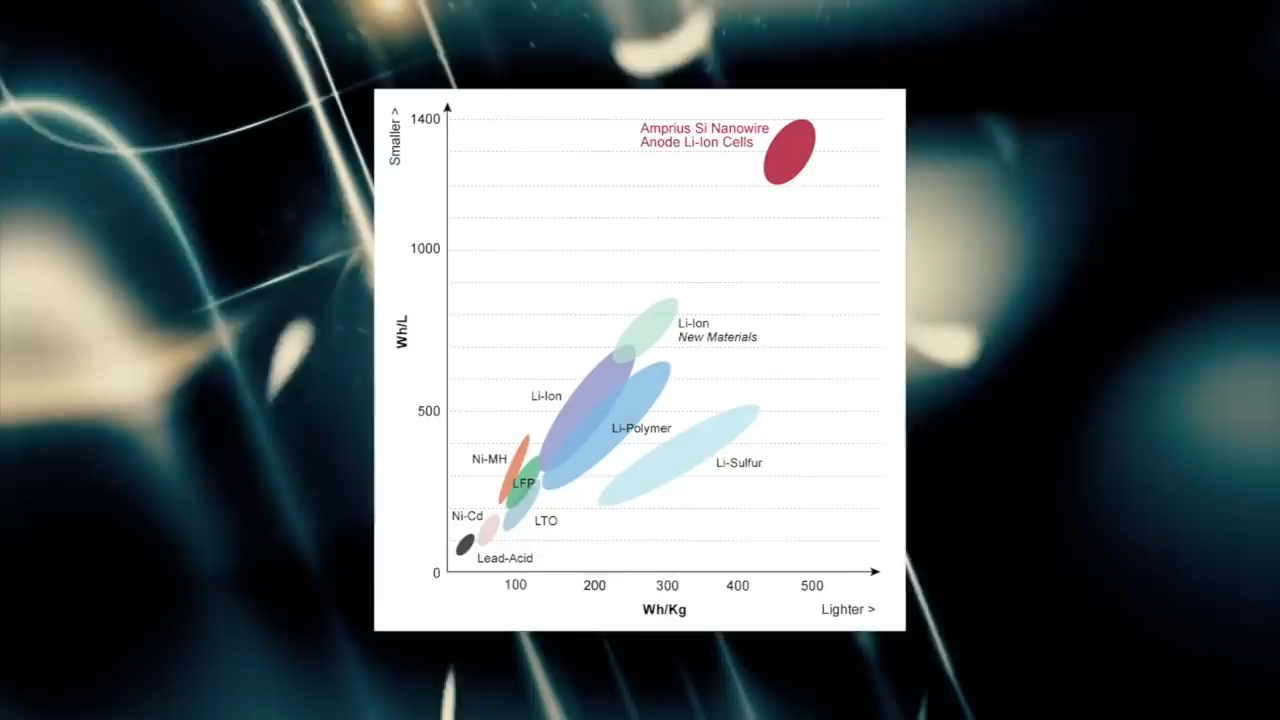 Smaller >
1400
Amprius Si Nanowire
Anode Li-Ion Cells
1000
Wh/L
Li-Ion
New Materials
Li-Ion
500
Li-Polymer
Ni-MH
Li-Sulfur
LFP
Ni-Cd
LTO
Lead-Acid
0
100 200 300 400 500
Wh/Kg
Lighter >